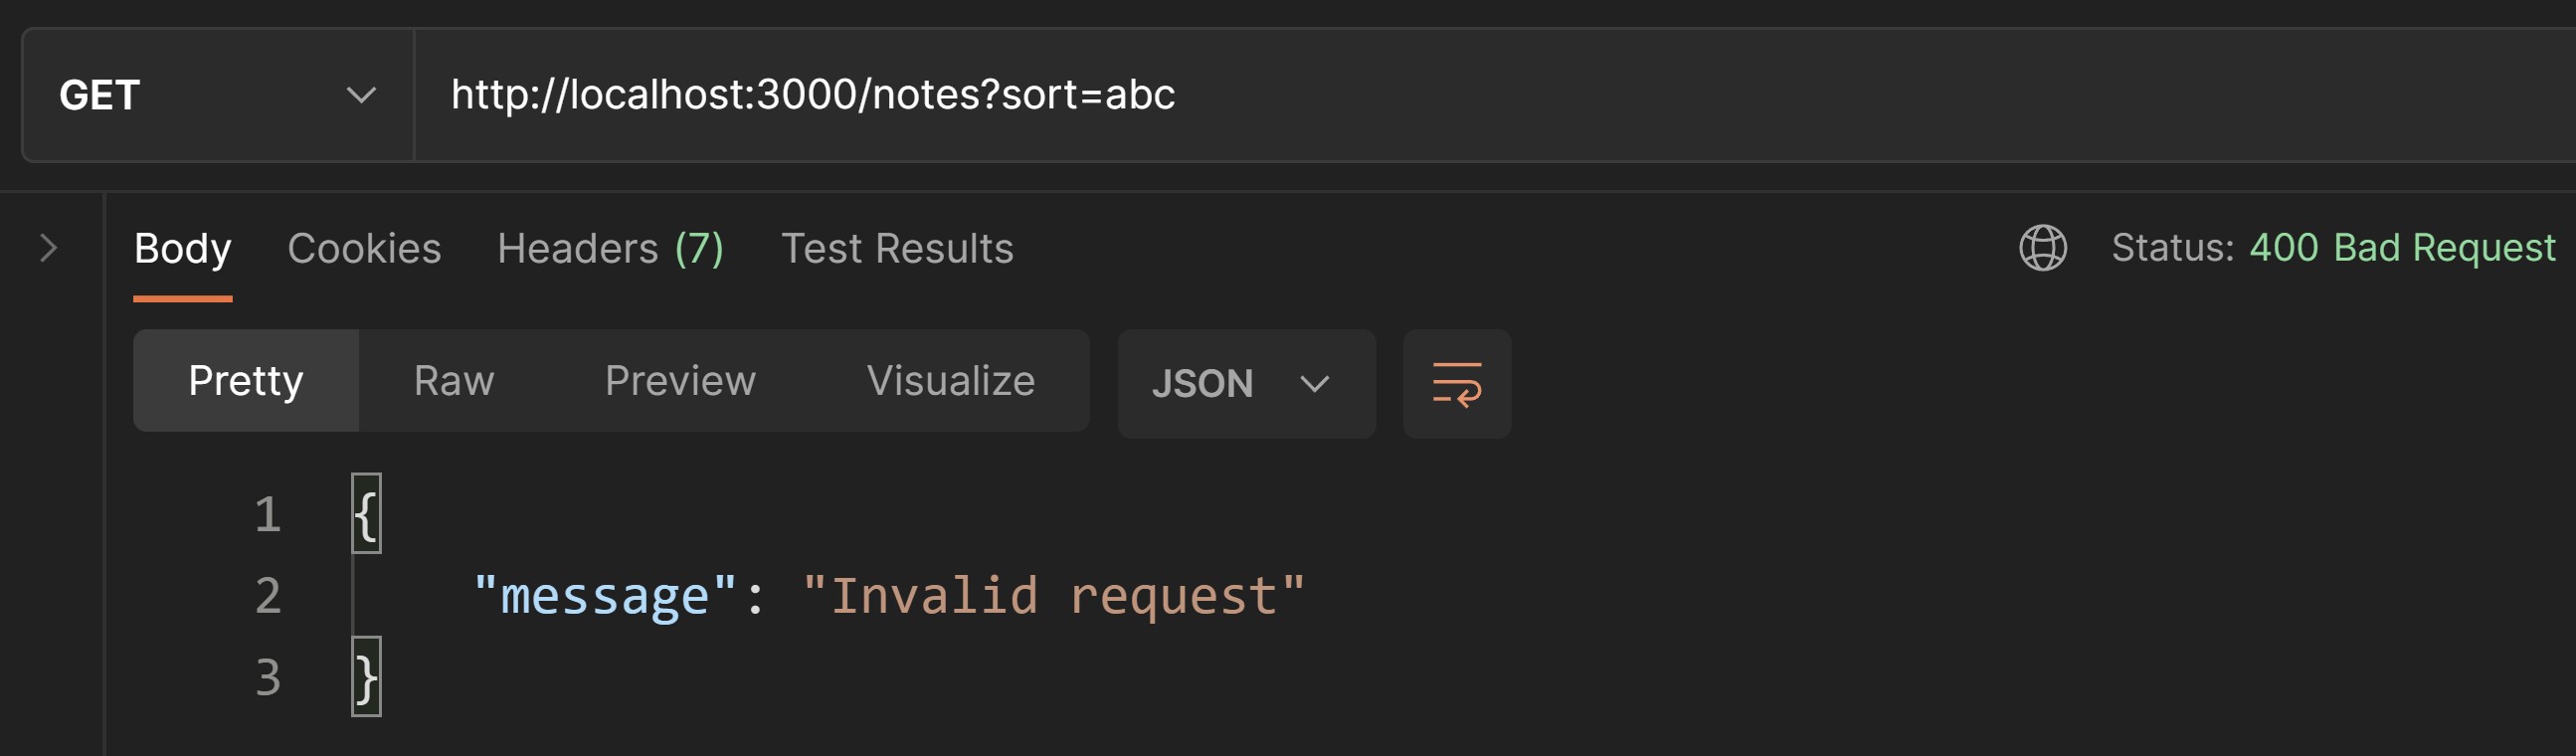 GET http://localhost:3000/notes?sort=abc
Body Cookies Headers (7) Test Results Status: 400 Bad Request
Pretty Raw Preview Visualize JSON
1 {
2 "message": "Invalid request"
3 }